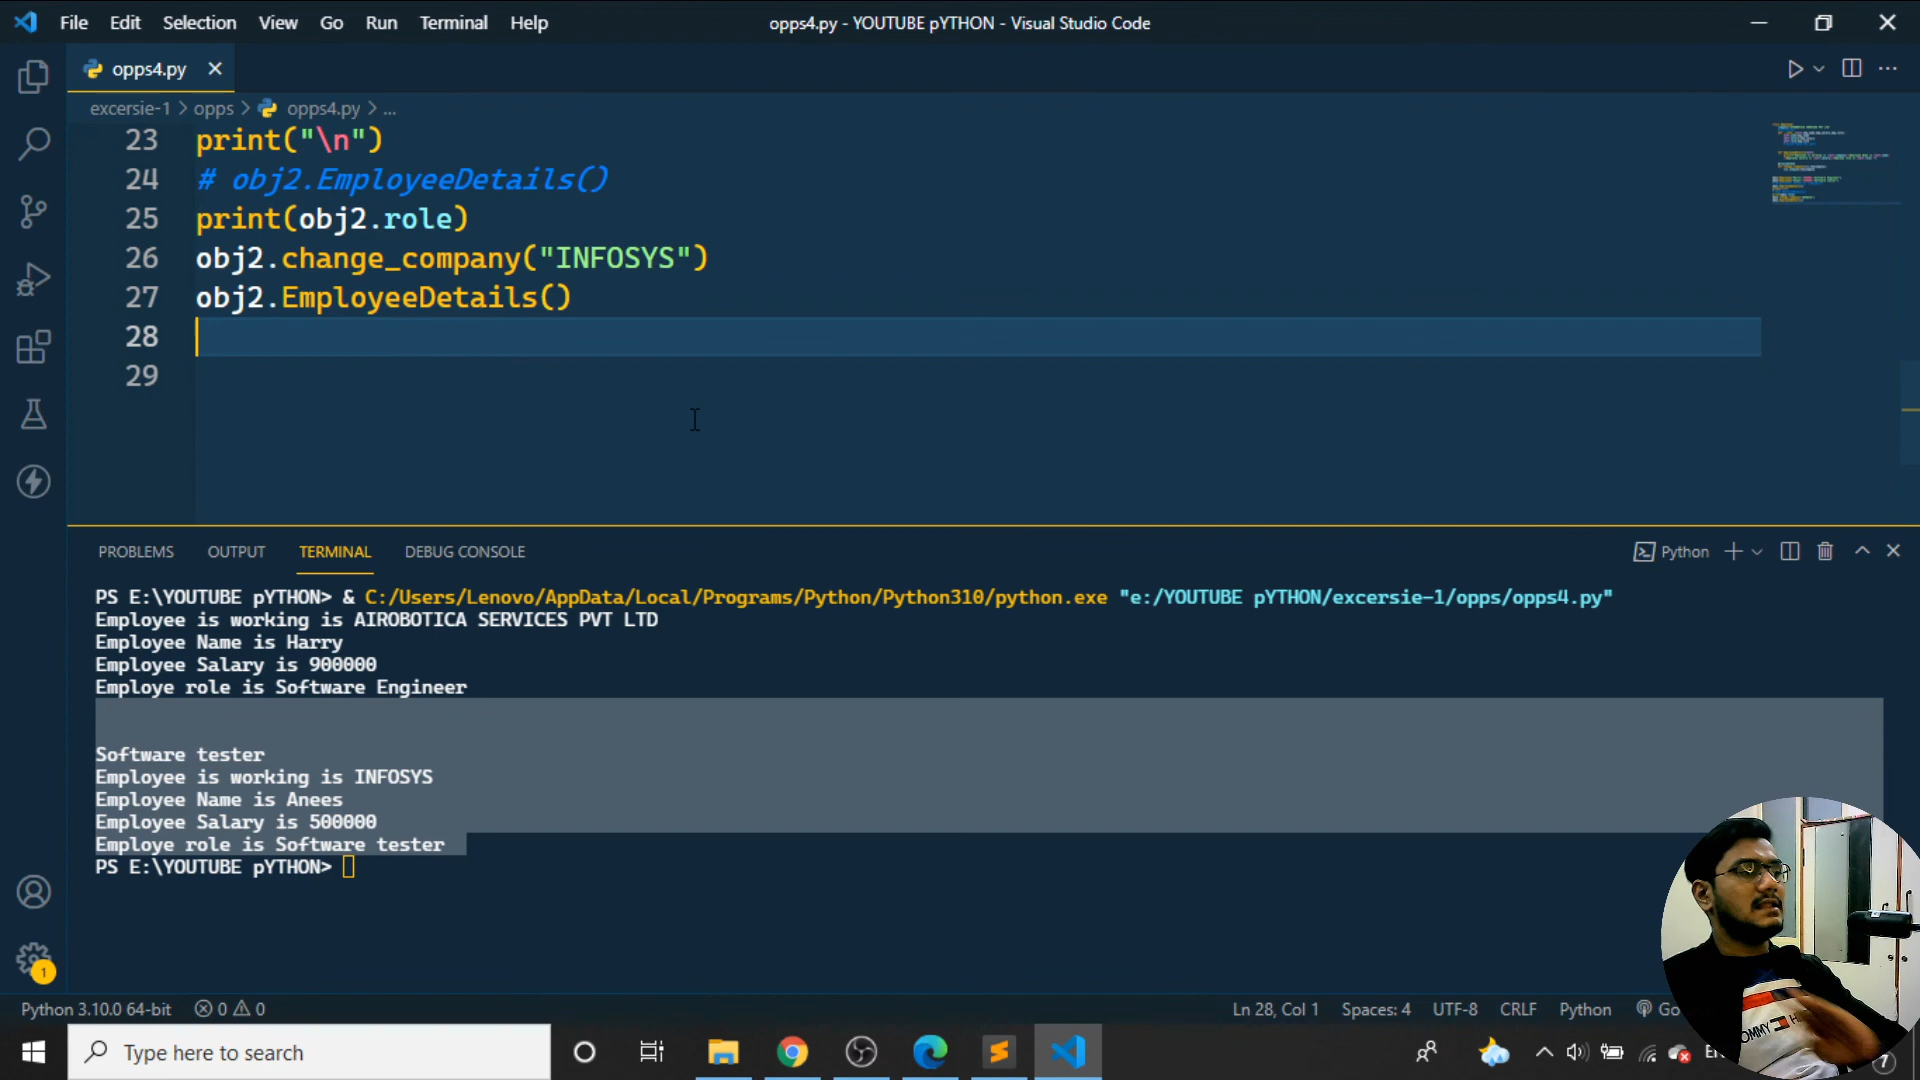 File Edit Selection View Go Run Terminal Help
opps4.py - YOUTUBE pYTHON - Visual Studio Code
opps4.py
excersie-1 > opps > opps4.py > ...
23 print("\n")
24 # obj2.EmployeeDetails()
25 print(obj2.role)
26 obj2.change_company("INFOSYS")
27 obj2.EmployeeDetails()
28
29
PROBLEMS OUTPUT TERMINAL DEBUG CONSOLE
Python
PS E:\YOUTUBE pYTHON> & C:/Users/Lenovo/AppData/Local/Programs/Python/Python310/python.exe "e:/YOUTUBE pYTHON/excersie-1/opps/opps4.py"
Employee is working is AIROBOTICA SERVICES PVT LTD
Employee Name is Harry
Employee Salary is 900000
Employe role is Software Engineer
Software tester
Employee is working is INFOSYS
Employee Name is Anees
Employee Salary is 500000
Employe role is Software tester
PS E:\YOUTUBE pYTHON>
1
Python 3.10.0 64-bit 0 0
Ln 28, Col 1 Spaces: 4 UTF-8 CRLF Python Go
Type here to search
7